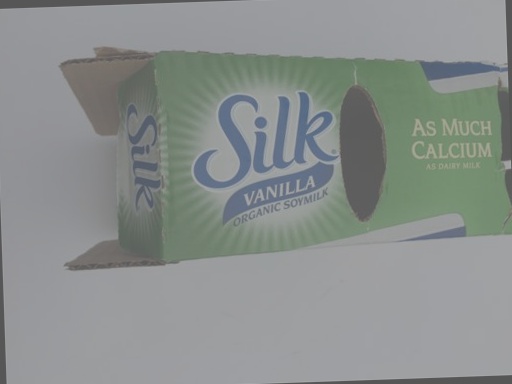 Silk
Silk
VANILLA
ORGANIC SOYMILK
AS MUCH
CALCIUM
AS DAIRY MILK